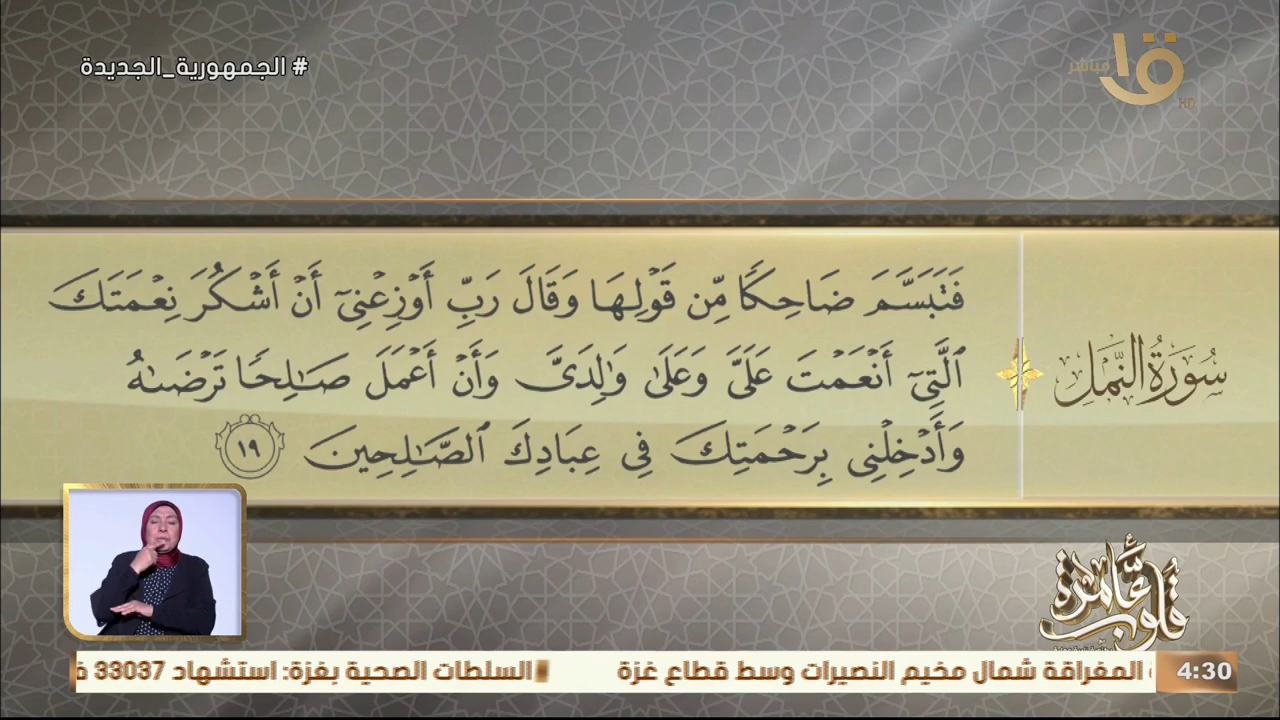 #الجمهورية_الجديدة
مباشر
HD
فَتَبَسَّمَ ضَاحِكًا مِّن قَوْلِهَا وَقَالَ رَبِّ أَوْزِعْنِىٓ أَنْ أَشْكُرَ نِعْمَتَكَ
ٱلَّتِىٓ أَنْعَمْتَ عَلَىَّ وَعَلَىٰ وَٰلِدَىَّ وَأَنْ أَعْمَلَ صَـٰلِحًا تَرْضَىٰهُ
وَأَدْخِلْنِى بِرَحْمَتِكَ فِى عِبَادِكَ ٱلصَّـٰلِحِينَ ١٩
سُورَةُ النَّمل
قلوب عامرة
4:30
المغراقة شمال مخيم النصيرات وسط قطاع غزة
السلطات الصحية بغزة: استشهاد 33037